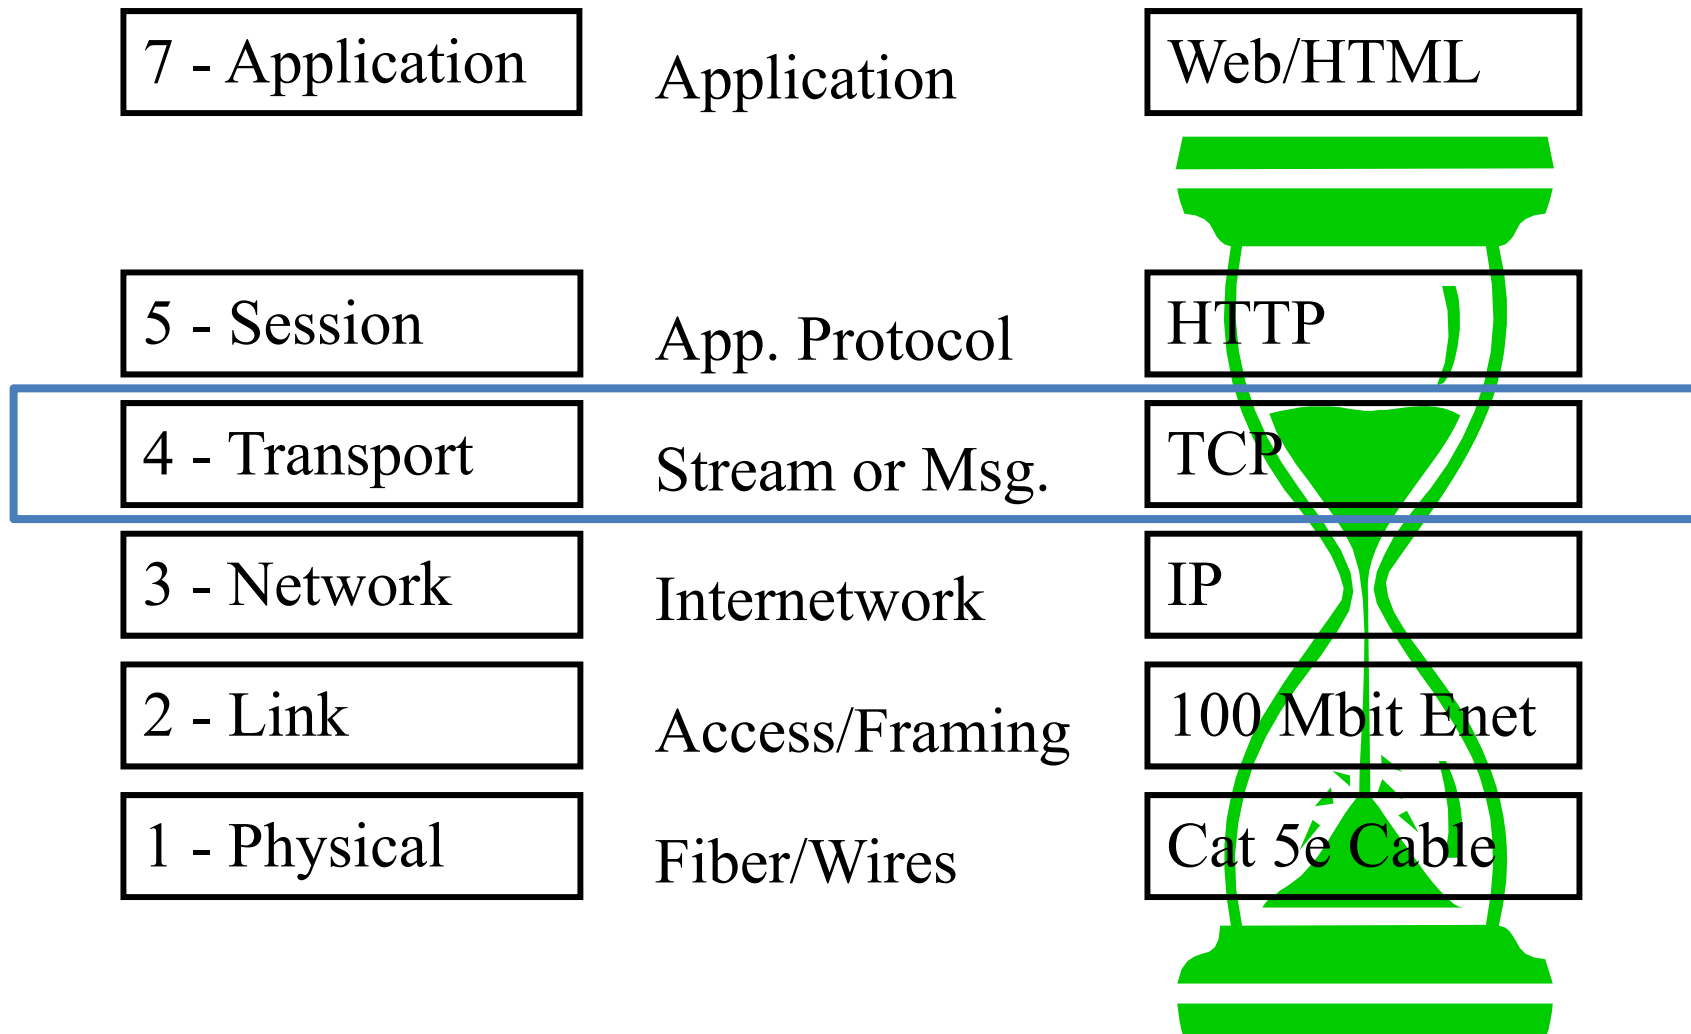 7 - Application Application Web/HTML
5 - Session App. Protocol HTTP
4 - Transport Stream or Msg. TCP
3 - Network Internetwork IP
2 - Link Access/Framing 100 Mbit Enet
1 - Physical Fiber/Wires Cat 5e Cable